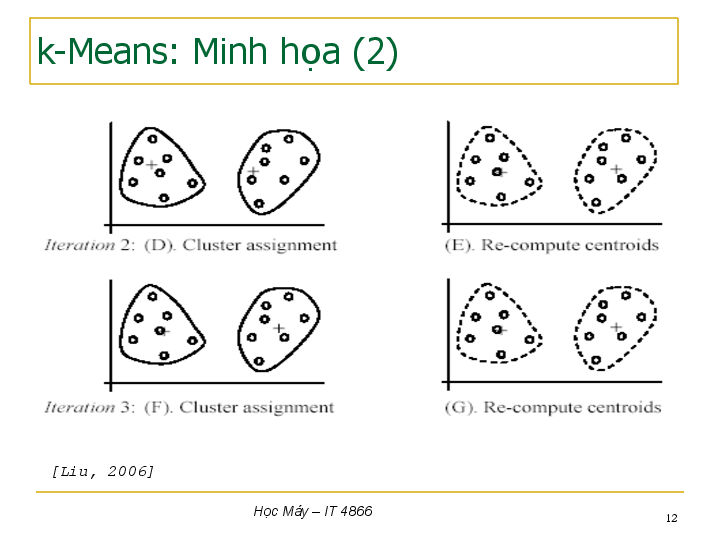 k-Means: Minh họa (2)
Iteration 2: (D). Cluster assignment
(E). Re-compute centroids
Iteration 3: (F). Cluster assignment
(G). Re-compute centroids
[Liu, 2006]
Học Máy – IT 4866
12